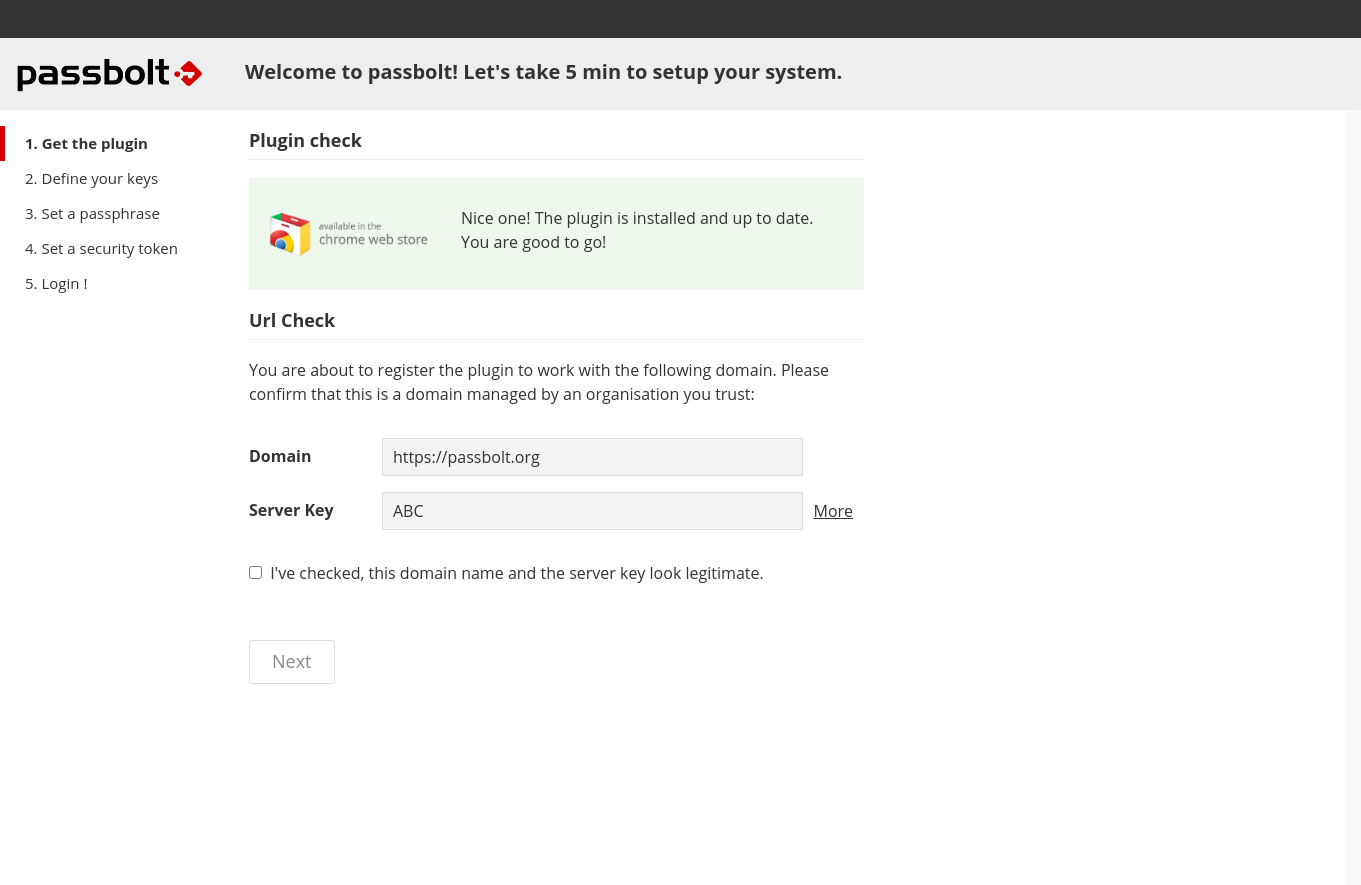 passbolt
Welcome to passbolt! Let's take 5 min to setup your system.
1. Get the plugin
2. Define your keys
3. Set a passphrase
4. Set a security token
5. Login !
Plugin check
available in the
chrome web store
Nice one! The plugin is installed and up to date.
You are good to go!
Url Check
You are about to register the plugin to work with the following domain. Please
confirm that this is a domain managed by an organisation you trust:
Domain
https://passbolt.org
Server Key
ABC
More
I've checked, this domain name and the server key look legitimate.
Next